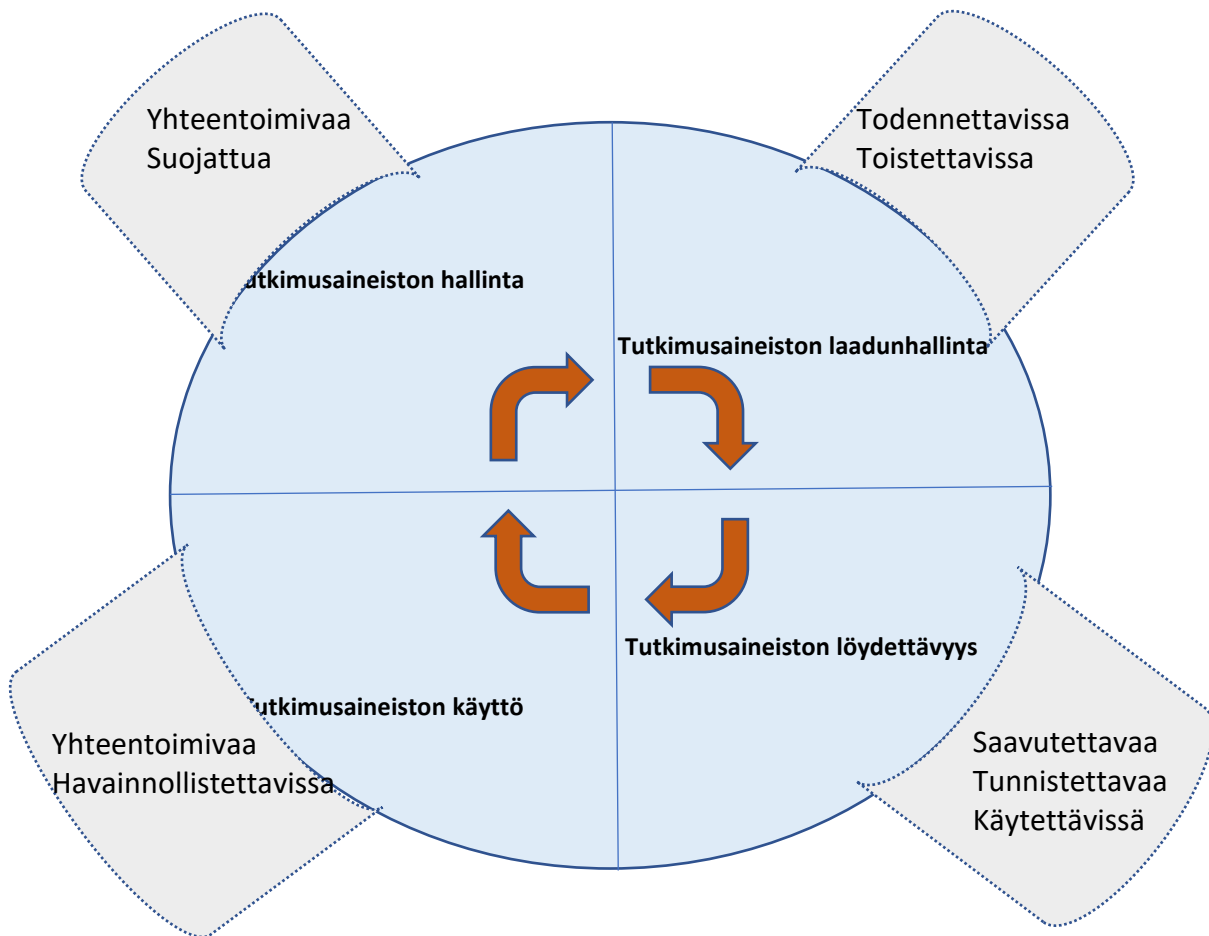 Yhteentoimivaa
Suojattua
Todennettavissa
Toistettavissa
utkimusaineiston hallinta
Tutkimusaineiston laadunhallinta
Tutkimusaineiston löydettävyys
utkimusaineiston käyttö
Yhteentoimivaa
Havainnollistettavissa
Saavutettavaa
Tunnistettavaa
Käytettävissä